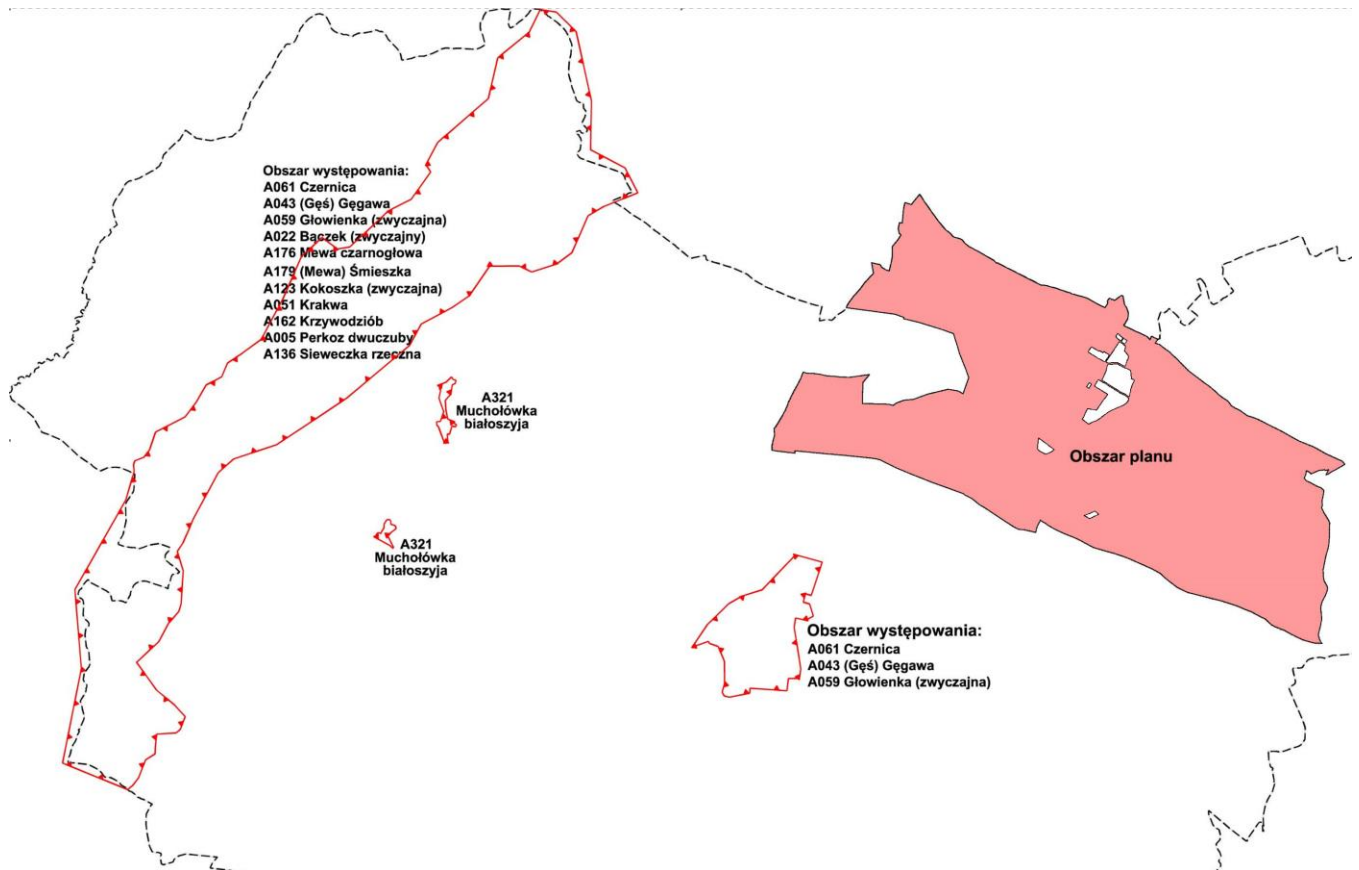 Obszar występowania:
A061 Czernica
A043 (Gęś) Gęgawa
A059 Głowienka (zwyczajna)
A022 Bączek (zwyczajny)
A176 Mewa czarnogłowa
A179 (Mewa) Śmieszka
A123 Kokoszka (zwyczajna)
A051 Krakwa
A162 Krzywodziób
A005 Perkoz dwuczuby
A136 Sieweczka rzeczna
A321
Muchołówka
białoszyja
Obszar planu
A321
Muchołówka
białoszyja
Obszar występowania:
A061 Czernica
A043 (Gęś) Gęgawa
A059 Głowienka (zwyczajna)